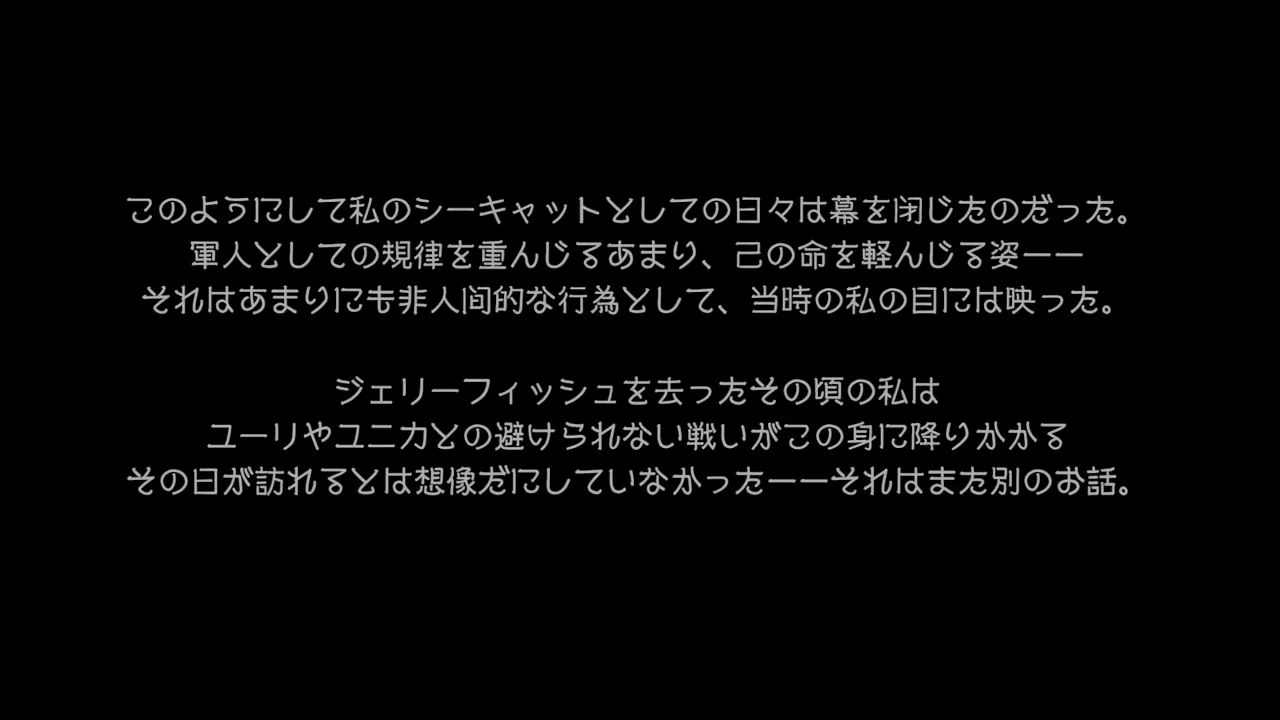 このようにして私のシーキャットとしての日々は幕を閉じたのだった。
軍人としての規律を重んじるあまり、己の命を軽んじる姿ーー
それはあまりにも非人間的な行為として、当時の私の目には映った。
ジェリーフィッシュを去ったその頃の私は
ユーリやユニカとの避けられない戦いがこの身に降りかかる
その日が訪れるとは想像だにしていなかったーーそれはまた別のお話。